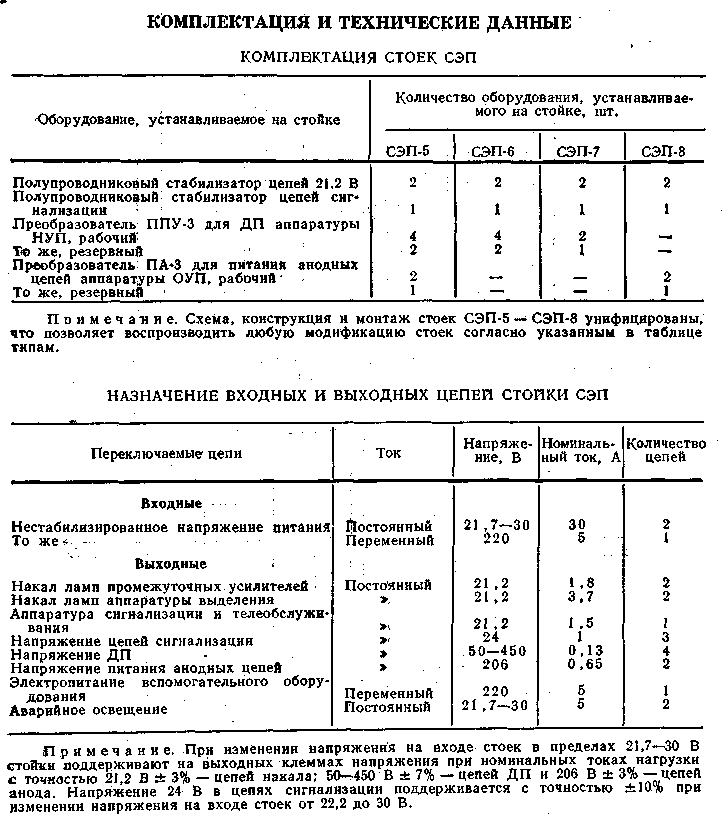 КОМПЛЕКТАЦИЯ И ТЕХНИЧЕСКИЕ ДАННЫЕ
КОМПЛЕКТАЦИЯ СТОЕК СЭП
Оборудование, устанавливаемое на стойке
Количество оборудования, устанавливае-
мого на стойке, шт.
СЭП-5 СЭП-6 СЭП-7 СЭП-8
Полупроводниковый стабилизатор цепей 21,2 В 2 2 2 2
Полупроводниковый стабилизатор цепей сиг-
нализации 1 1 1 1
Преобразователь ППУ-3 для ДП аппаратуры
НУП, рабочий 4 4 2 —
То же, резервный 2 2 1 —
Преобразователь ПА-3 для питания анодных
цепей аппаратуры ОУП, рабочий 2 — — 2
То же, резервный 1 — — 1
Примечание. Схема, конструкция и монтаж стоек СЭП-5 — СЭП-8 унифицированы,
что позволяет воспроизводить любую модификацию стоек согласно указанным в таблице
типам.
НАЗНАЧЕНИЕ ВХОДНЫХ И ВЫХОДНЫХ ЦЕПЕЙ СТОЙКИ СЭП
Переключаемые цепи Ток Напряже-
ние, В Номиналь-
ный ток, А Количество
цепей
Входные
Нестабилизированное напряжение питания Постоянный 21,7—30 30 2
То же Переменный 220 5 1
Выходные
Накал ламп промежуточных усилителей Постоянный 21,2 1,8 2
Накал ламп аппаратуры выделения » 21,2 3,7 2
Аппаратура сигнализации и телеобслужи-
вания » 21,2 1,5 1
Напряжение цепей сигнализации » 24 1 3
Напряжение ДП » 50—450 0,13 4
Напряжение питания анодных цепей » 206 0,65 2
Электропитание вспомогательного обору-
дования Переменный 220 5 1
Аварийное освещение Постоянный 21,7—30 5 2
Примечание. При изменении напряжения на входе стоек в пределах 21,7—30 В
стойки поддерживают на выходных клеммах напряжения при номинальных токах нагрузки
с точностью 21,2 В ± 3% — цепей накала; 50—450 В ± 7% — цепей ДП и 206 В ± 3% — цепей
анода. Напряжение 24 В в цепях сигнализации поддерживается с точностью ±10% при
изменении напряжения на входе стоек от 22,2 до 30 В.